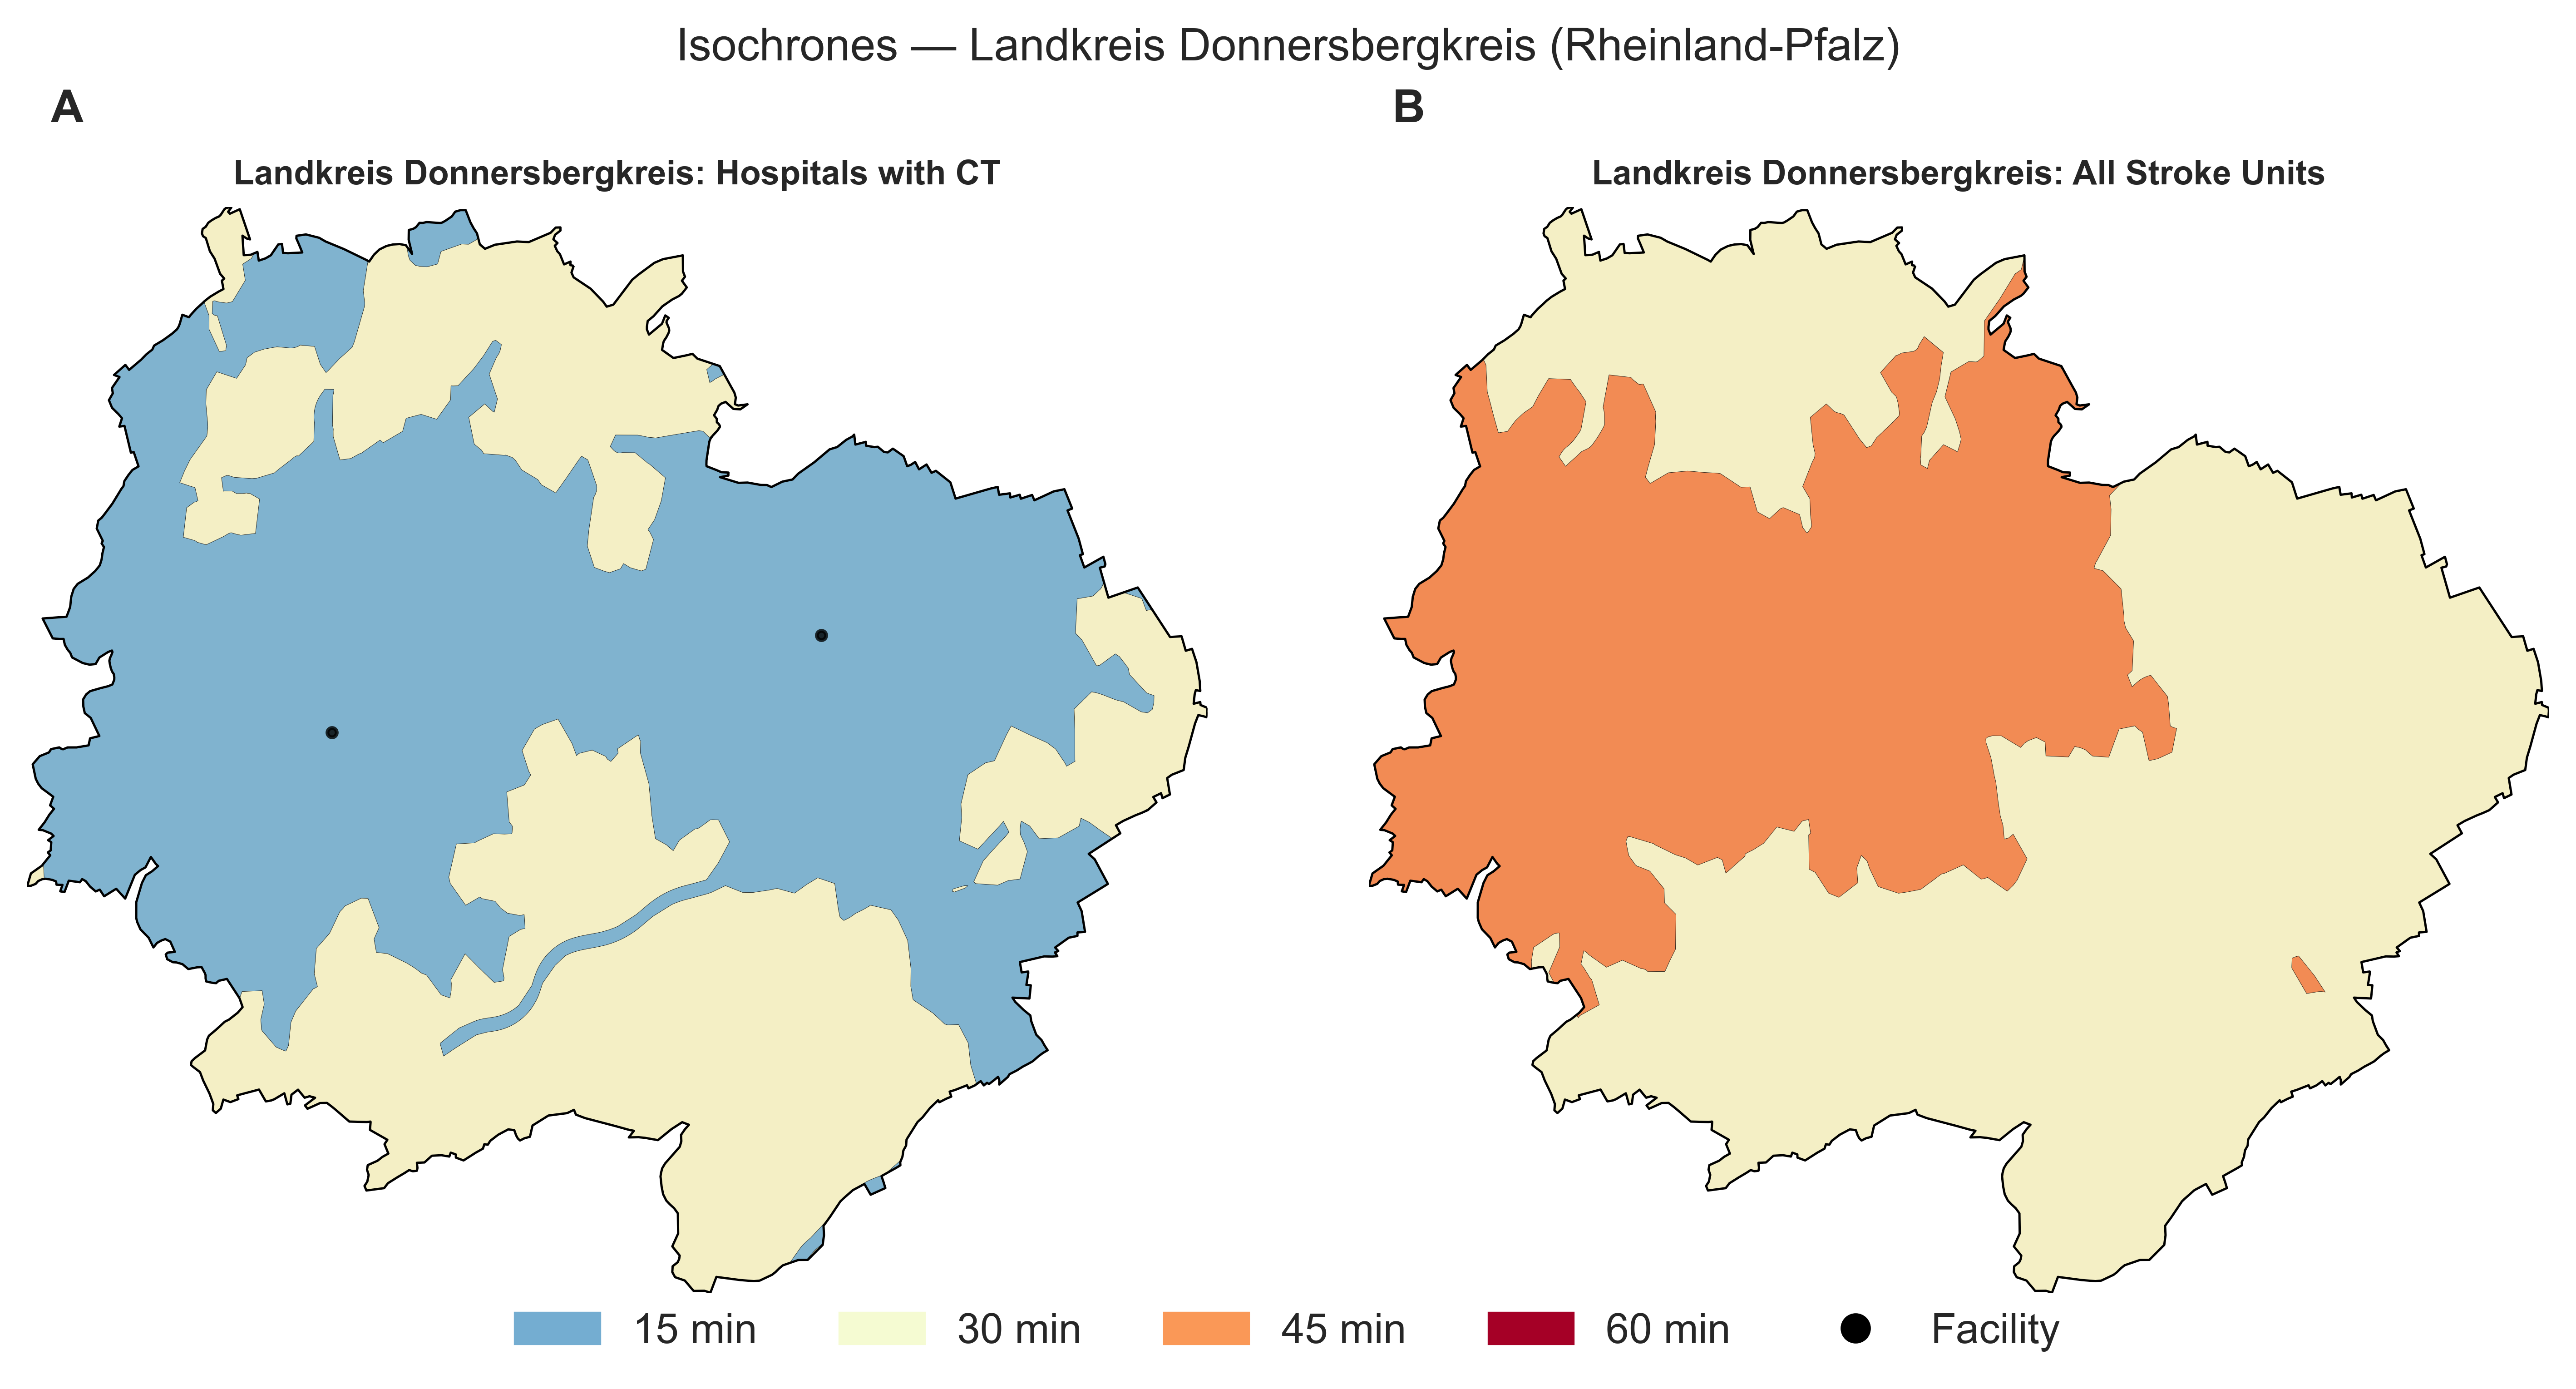 Isochrones — Landkreis Donnersbergkreis (Rheinland-Pfalz)
A
B
Landkreis Donnersbergkreis: Hospitals with CT
Landkreis Donnersbergkreis: All Stroke Units
15 min
30 min
45 min
60 min
Facility